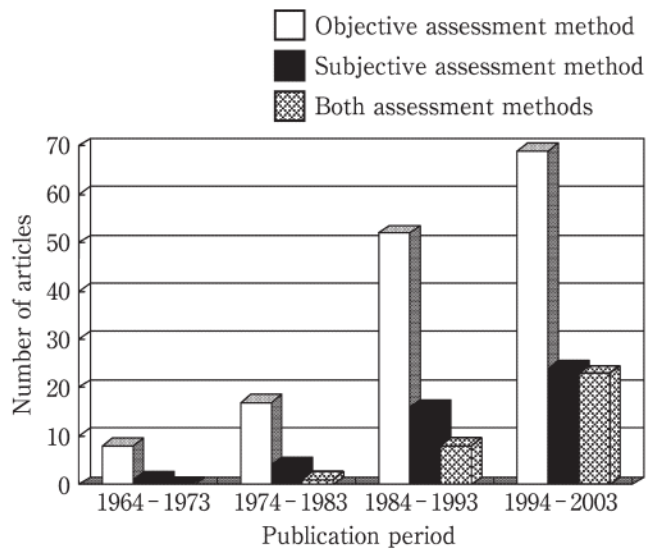 Objective assessment method
Subjective assessment method
Both assessment methods
70
60
50
40
30
20
10
0
Number of articles
1964-1973 1974-1983 1984-1993 1994-2003
Publication period